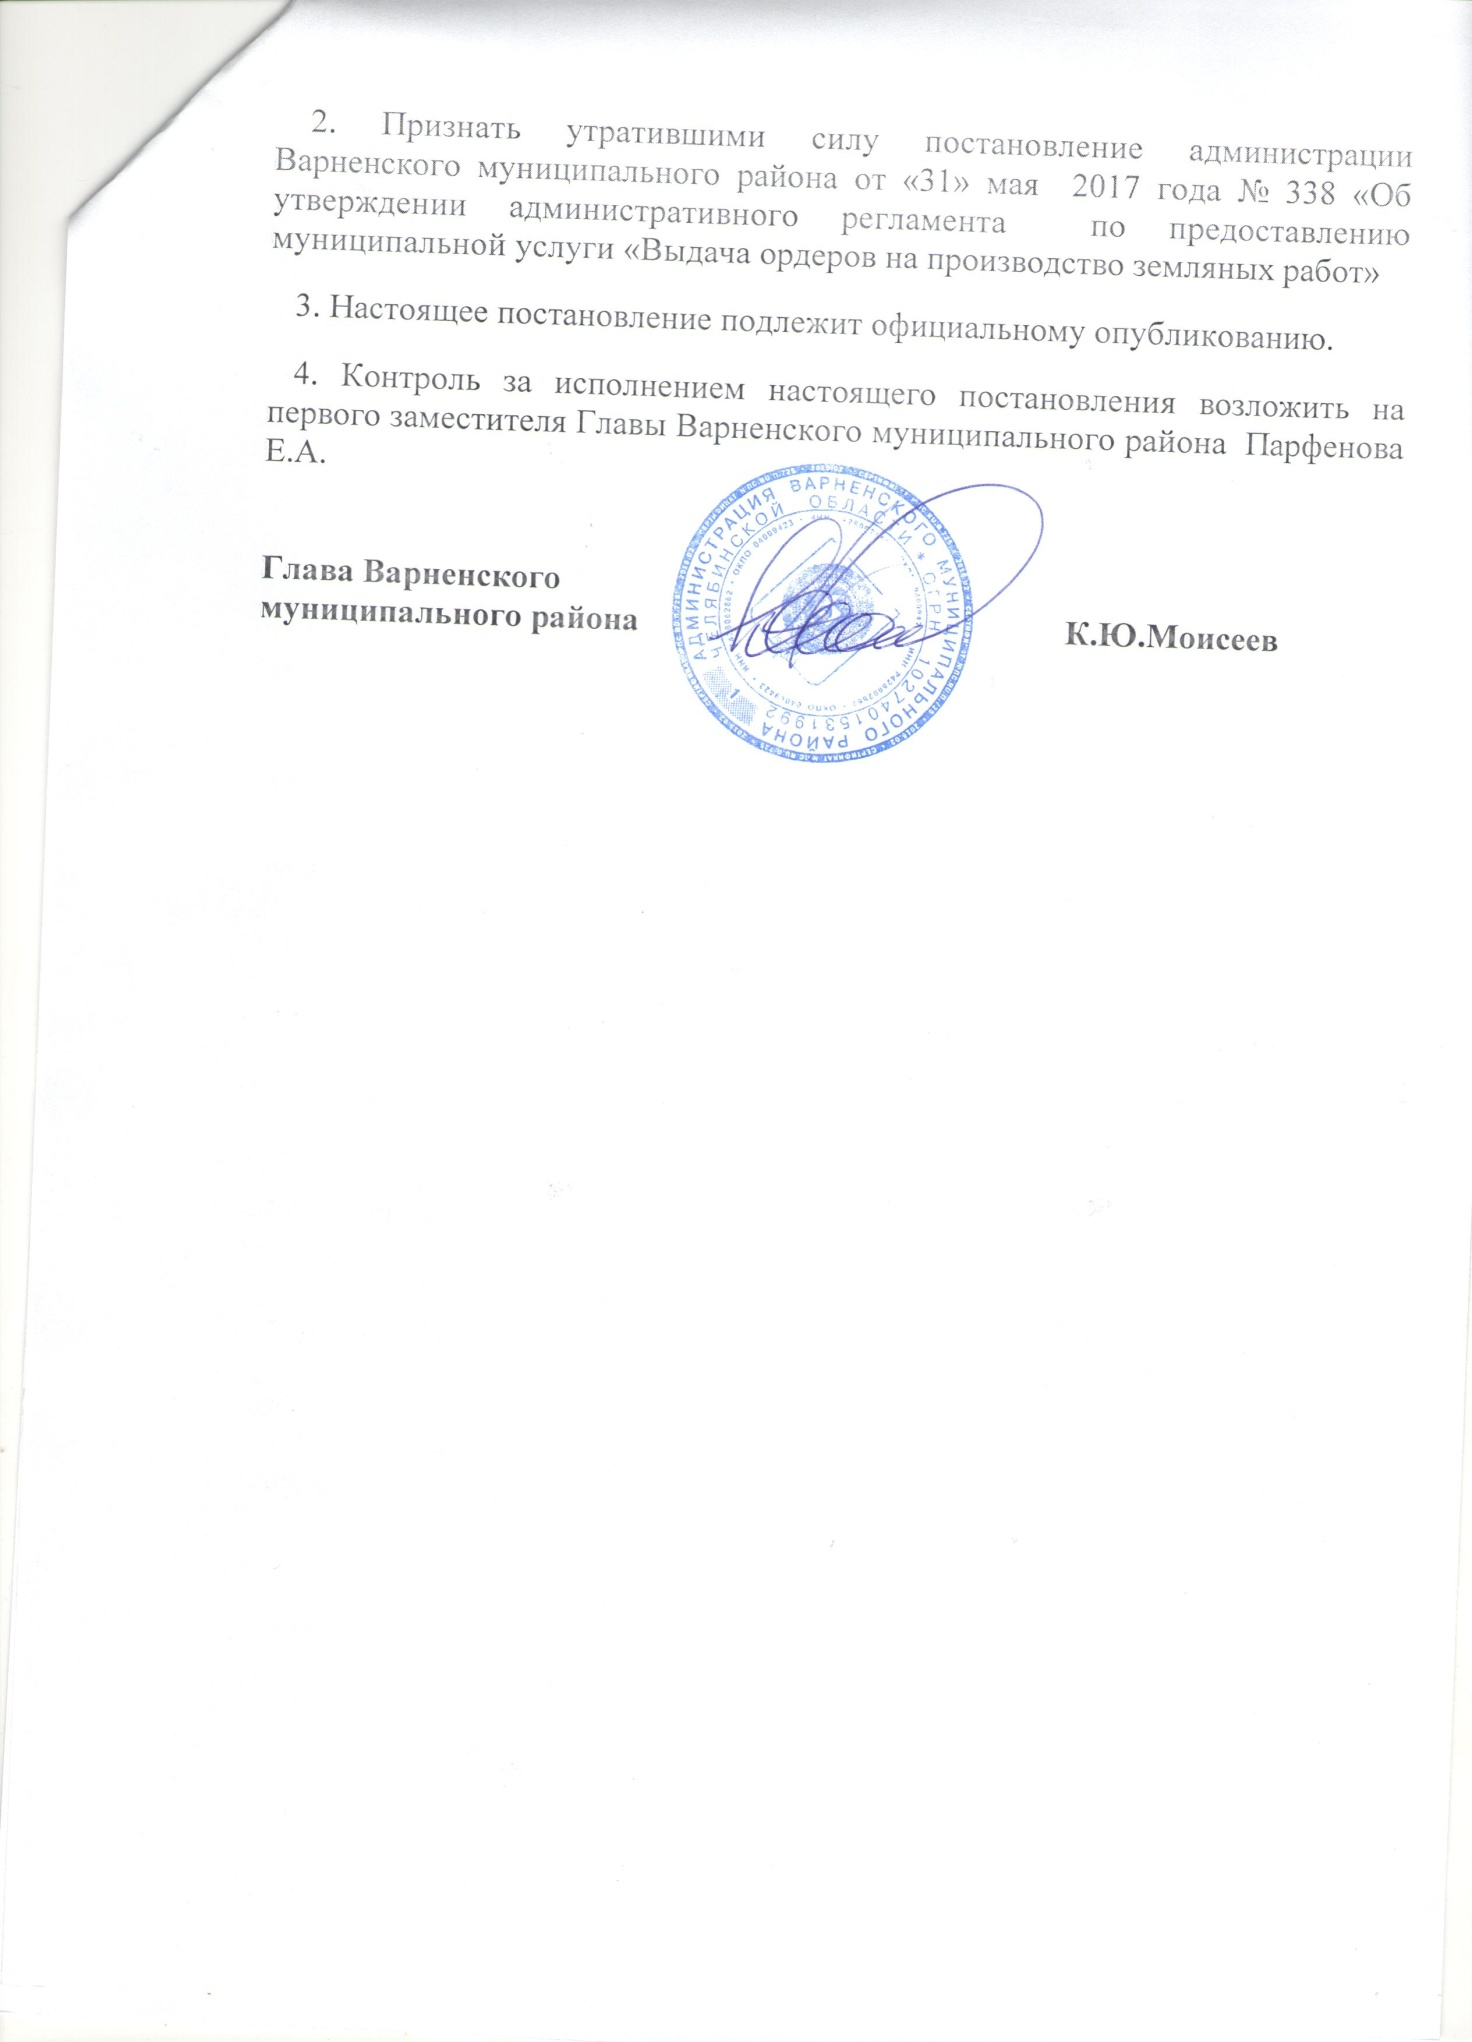 2. Признать утратившими силу постановление администрации
Варненского муниципального района от «31» мая 2017 года № 338 «Об
утверждении административного регламента по предоставлению
муниципальной услуги «Выдача ордеров на производство земляных работ»
3. Настоящее постановление подлежит официальному опубликованию.
4. Контроль за исполнением настоящего постановления возложить на
первого заместителя Главы Варненского муниципального района Парфенова
Е.А.
Глава Варненского
муниципального района
К.Ю.Моисеев
АДМИНИСТРАЦИЯ ВАРНЕНСКОГО МУНИЦИПАЛЬНОГО РАЙОНА
ЧЕЛЯБИНСКОЙ ОБЛАСТИ * ОГРН 1027401531992